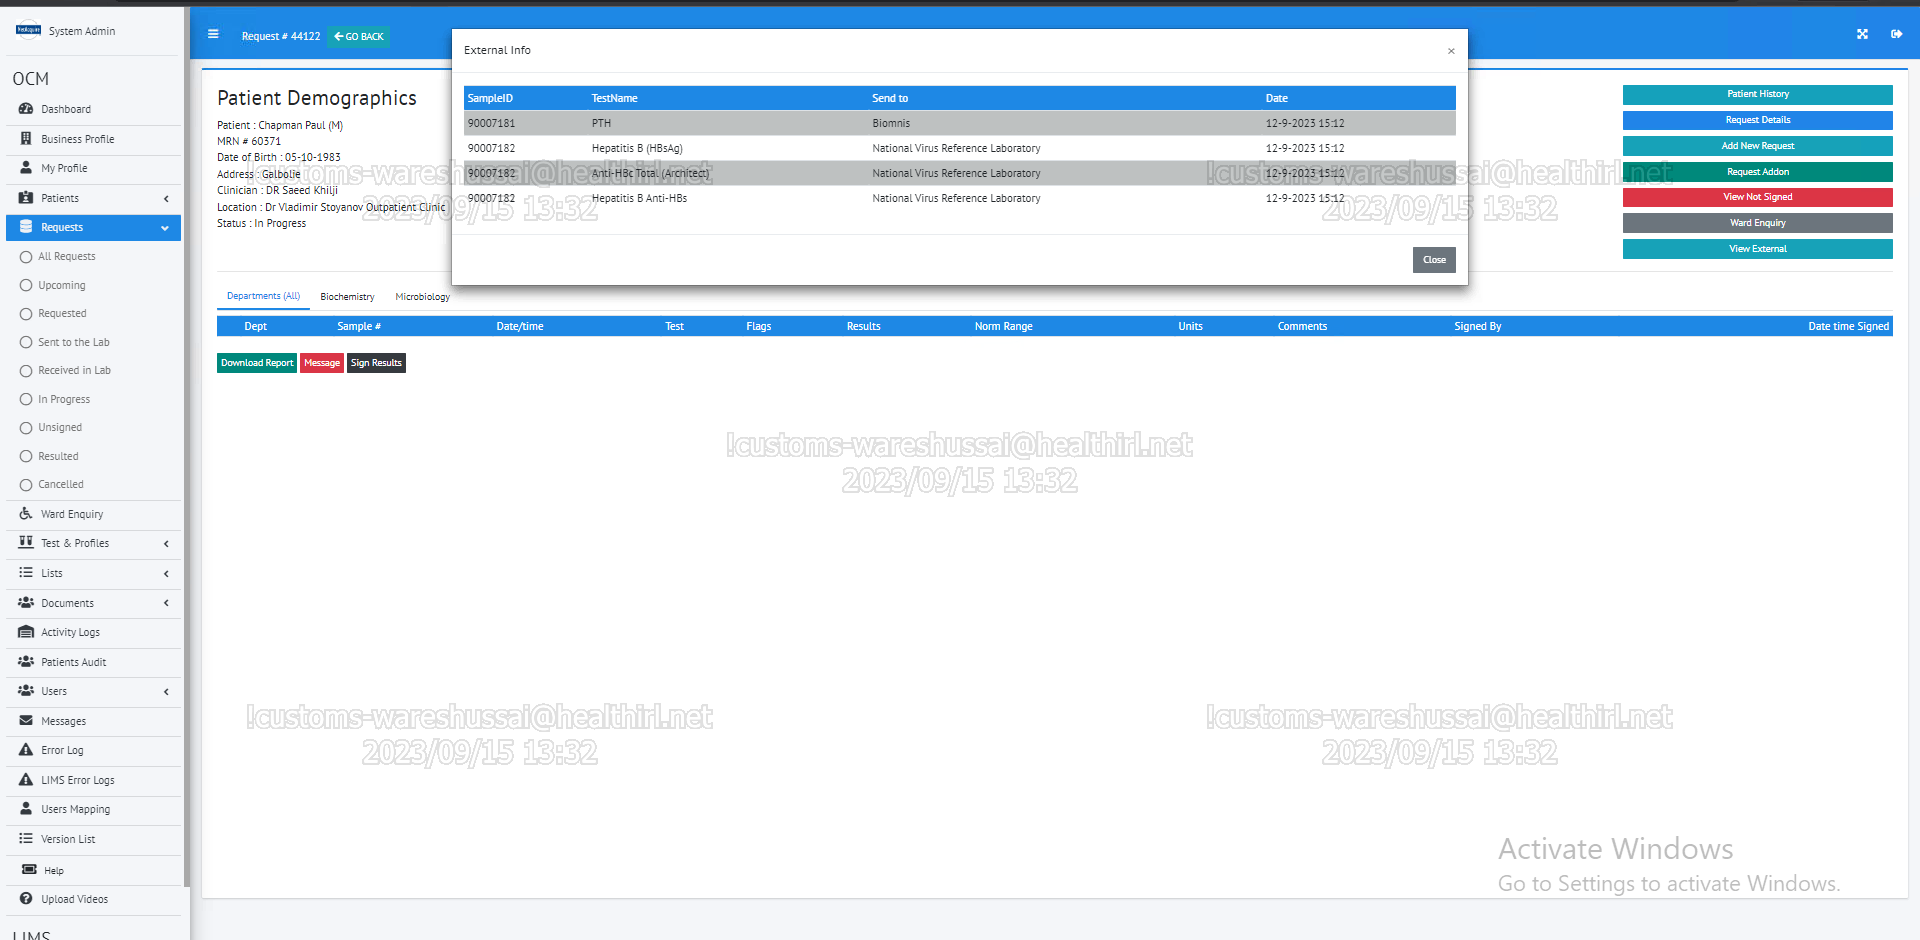 System Admin
Request # 44122
GO BACK
External Info
×
SampleID TestName Send to Date
90007181 PTH Biomnis 12-9-2023 15:12
90007182 Hepatitis B (HBsAg) National Virus Reference Laboratory 12-9-2023 15:12
90007182 Anti-HBc Total (Architect) National Virus Reference Laboratory 12-9-2023 15:12
90007182 Hepatitis B Anti-HBs National Virus Reference Laboratory 12-9-2023 15:12
Close
OCM
Dashboard
Business Profile
My Profile
Patients
Requests
All Requests
Upcoming
Requested
Sent to the Lab
Received in Lab
In Progress
Unsigned
Resulted
Cancelled
Ward Enquiry
Test & Profiles
Lists
Documents
Activity Logs
Patients Audit
Users
Messages
Error Log
LIMS Error Logs
Users Mapping
Version List
Help
Upload Videos
LIMS
Patient Demographics
Patient : Chapman Paul (M)
MRN # 60371
Date of Birth : 05-10-1983
Address : Galbolie
Clinician : DR Saeed Khilji
Location : Dr Vladimir Stoyanov Outpatient Clinic
Status : In Progress
Patient History
Request Details
Add New Request
Request Addon
View Not Signed
Ward Enquiry
View External
Departments (All) Biochemistry Microbiology
Dept Sample # Date/time Test Flags Results Norm Range Units Comments Signed By Date time Signed
Download Report Message Sign Results
!customs-wareshussai@healthirl.net
2023/09/15 13:32
!customs-wareshussai@healthirl.net
2023/09/15 13:32
!customs-wareshussai@healthirl.net
2023/09/15 13:32
!customs-wareshussai@healthirl.net
2023/09/15 13:32
!customs-wareshussai@healthirl.net
2023/09/15 13:32
Activate Windows
Go to Settings to activate Windows.